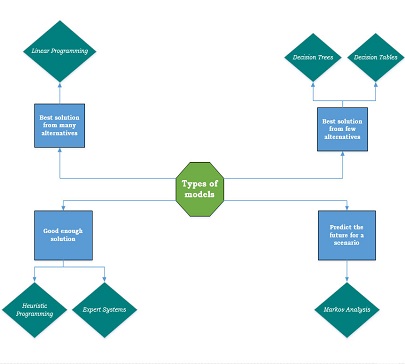 Linear Programming
Decision Trees
Decision Tables
Best solution
from many
alternatives
Best solution
from few
alternatives
Types of
models
Good enough
solution
Predict the
future for a
scenario
Heuristic
Programming
Expert Systems
Markov Analysis